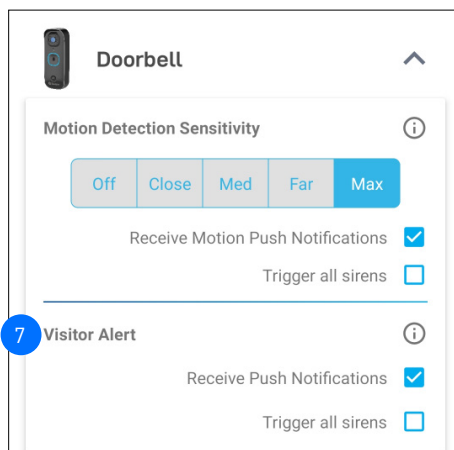 Doorbell
Motion Detection Sensitivity
Off Close Med Far Max
Receive Motion Push Notifications
Trigger all sirens
7 Visitor Alert
Receive Push Notifications
Trigger all sirens